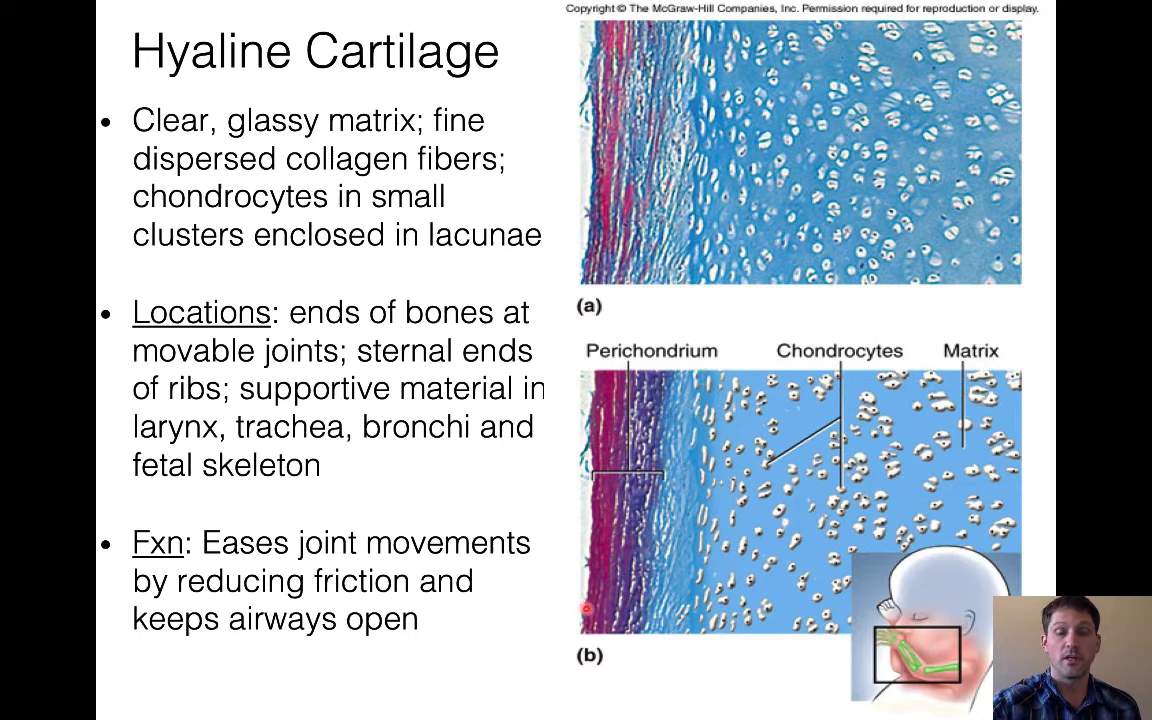 Copyright © The McGraw-Hill Companies, Inc. Permission required for reproduction or display.
Hyaline Cartilage
• Clear, glassy matrix; fine
dispersed collagen fibers;
chondrocytes in small
clusters enclosed in lacunae
• Locations: ends of bones at
movable joints; sternal ends
of ribs; supportive material in
larynx, trachea, bronchi and
fetal skeleton
• Fxn: Eases joint movements
by reducing friction and
keeps airways open
(a)
Perichondrium Chondrocytes Matrix
(b)